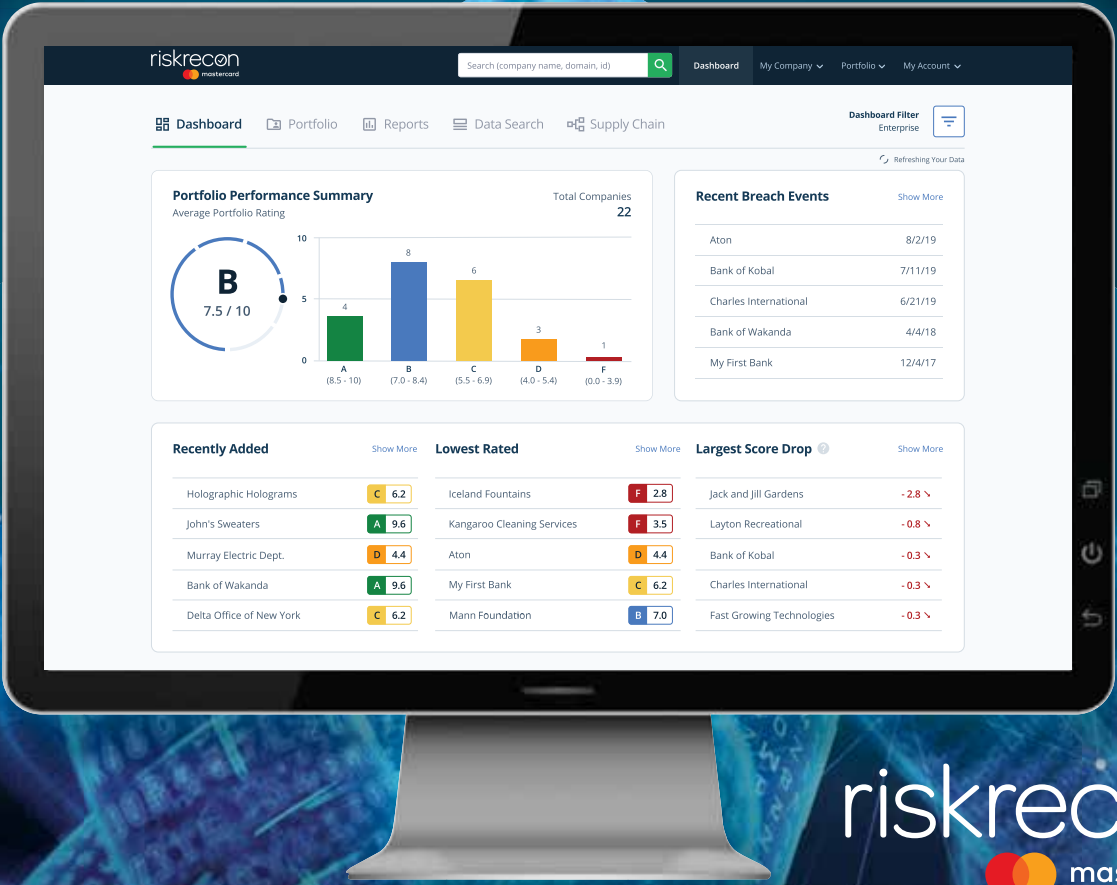 riskrecon
mastercard
Search (company name, domain, id)
Dashboard
My Company
Portfolio
My Account
Dashboard
Portfolio
Reports
Data Search
Supply Chain
Dashboard Filter
Enterprise
Refreshing Your Data
Portfolio Performance Summary
Average Portfolio Rating
Total Companies
22
B
7.5 / 10
10
5
0
4
8
6
3
1
A
(8.5 - 10)
B
(7.0 - 8.4)
C
(5.5 - 6.9)
D
(4.0 - 5.4)
F
(0.0 - 3.9)
Recent Breach Events Show More
Aton 8/2/19
Bank of Kobal 7/11/19
Charles International 6/21/19
Bank of Wakanda 4/4/18
My First Bank 12/4/17
Recently Added Show More
Holographic Holograms C 6.2
John's Sweaters A 9.6
Murray Electric Dept. D 4.4
Bank of Wakanda A 9.6
Delta Office of New York C 6.2
Lowest Rated Show More
Iceland Fountains F 2.8
Kangaroo Cleaning Services F 3.5
Aton D 4.4
My First Bank C 6.2
Mann Foundation B 7.0
Largest Score Drop ? Show More
Jack and Jill Gardens - 2.8
Layton Recreational - 0.8
Bank of Kobal - 0.3
Charles International - 0.3
Fast Growing Technologies - 0.3
riskreco
mas